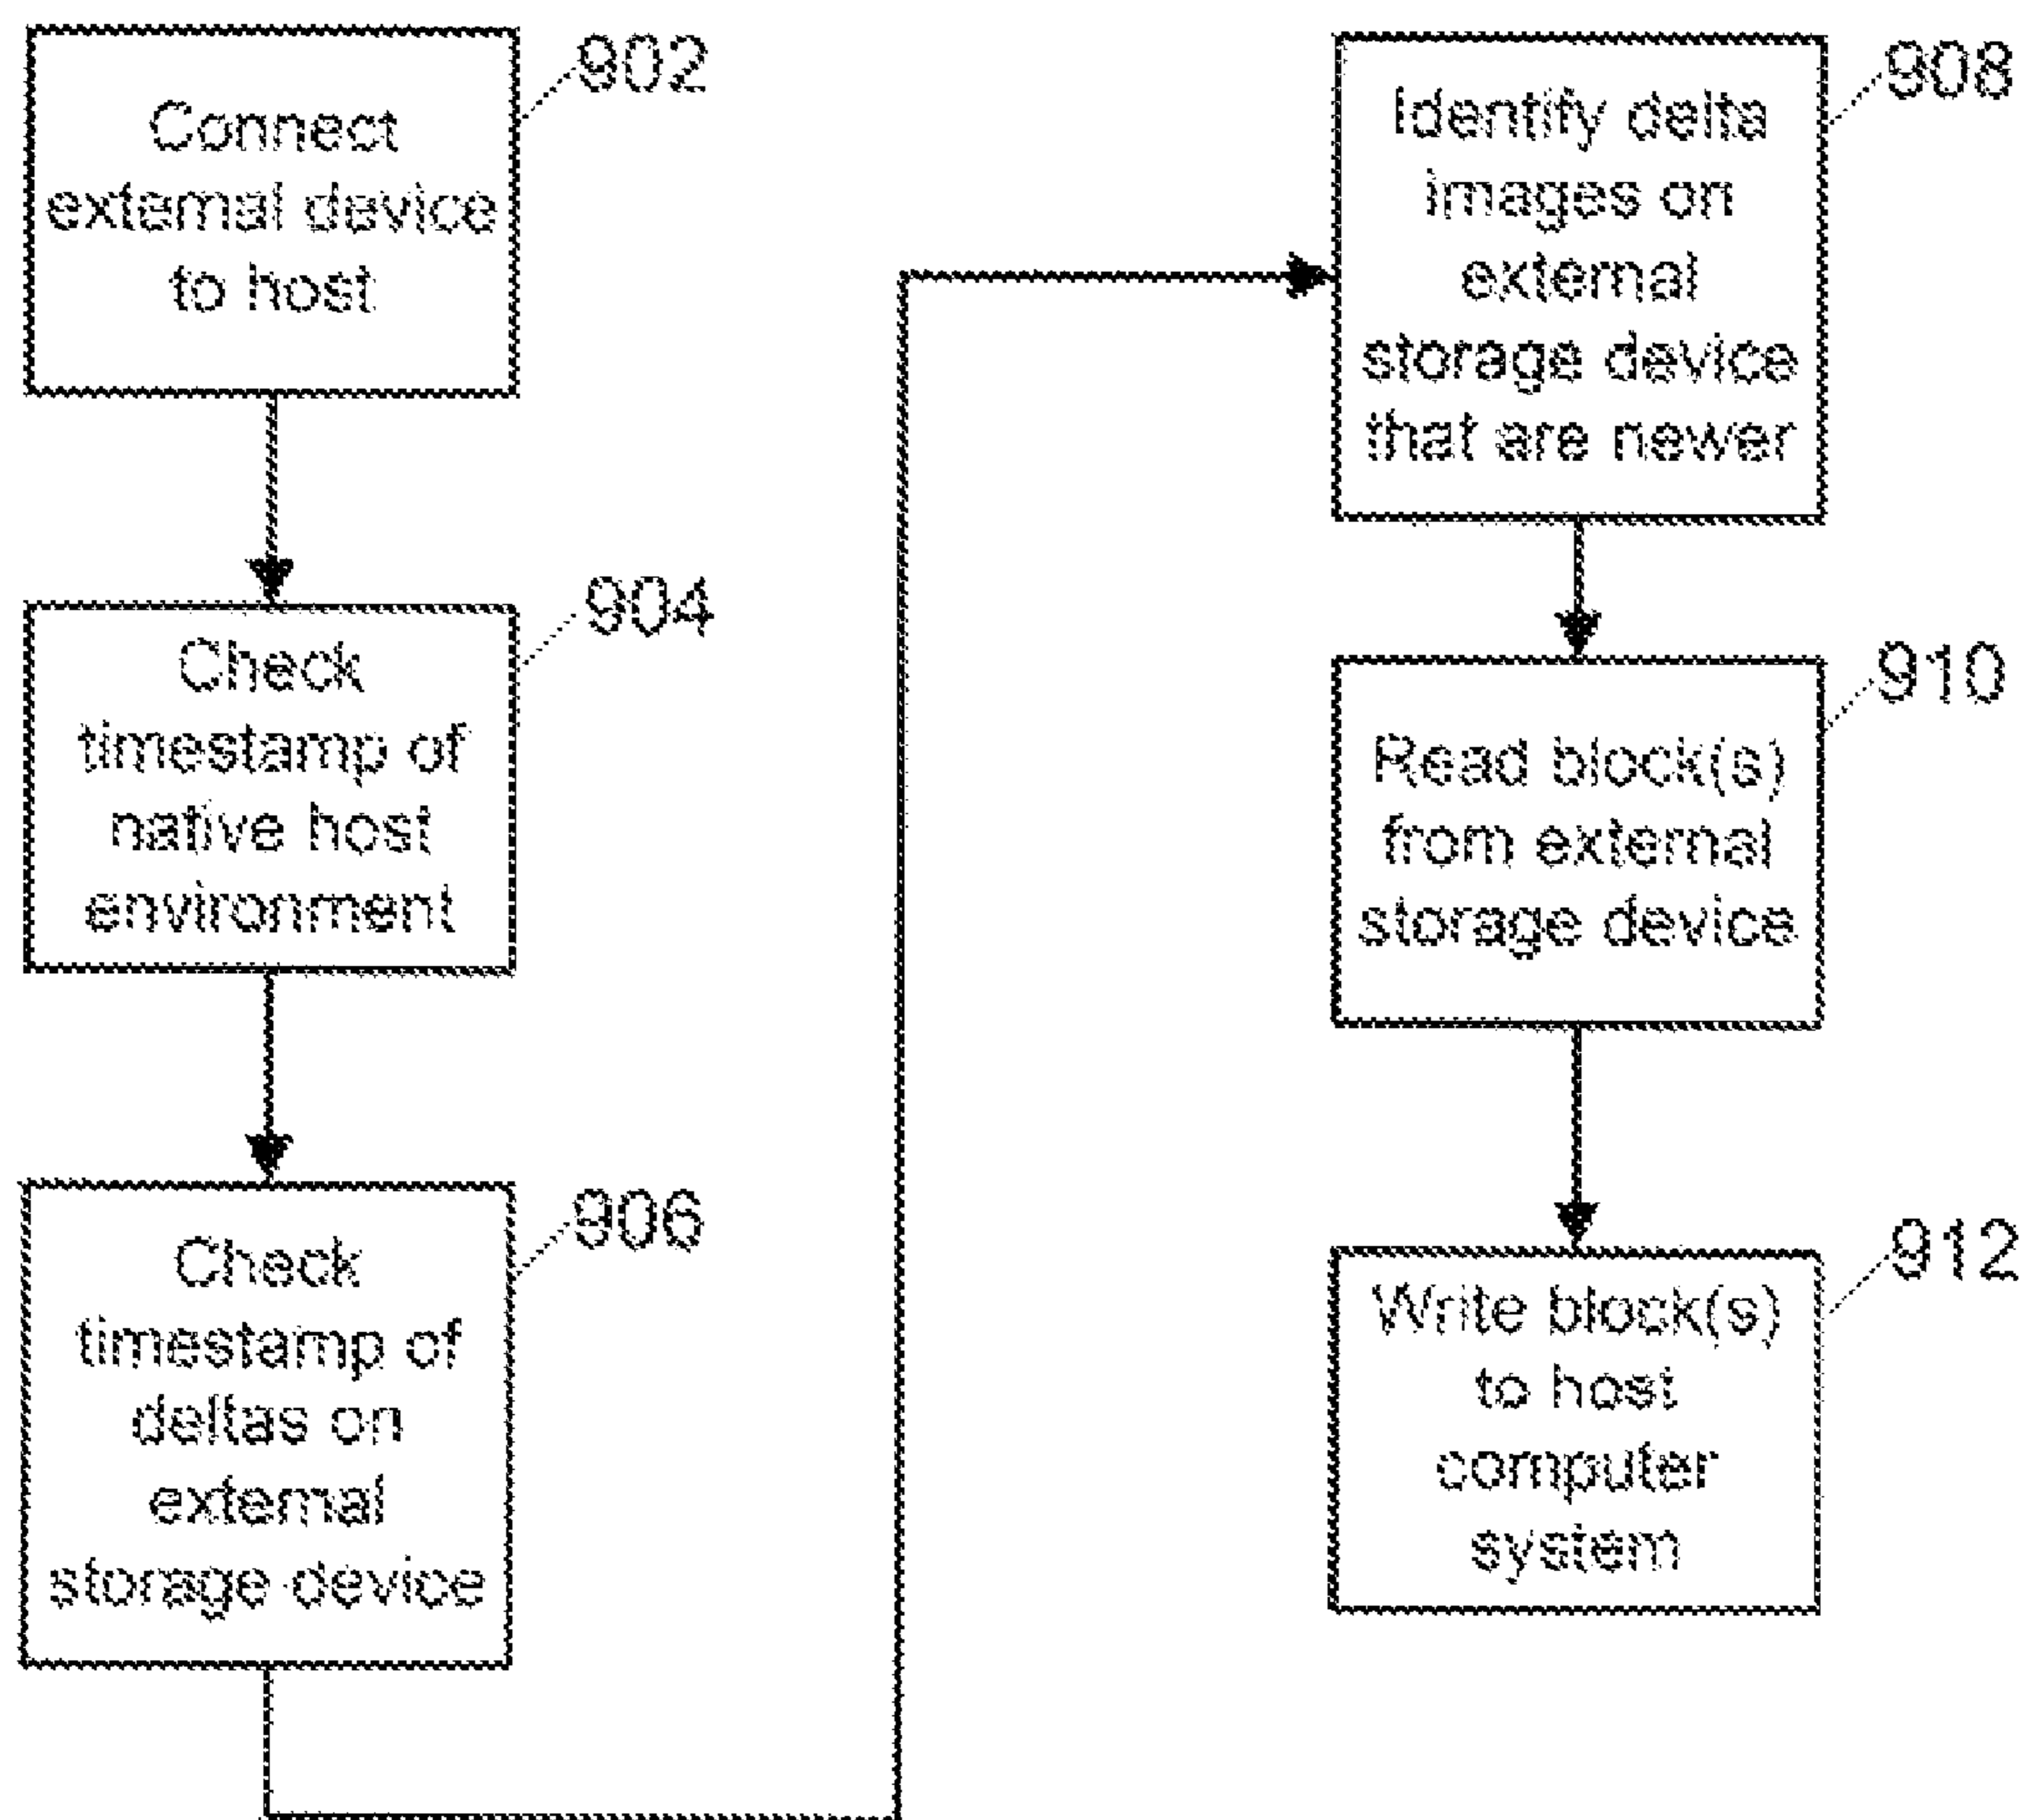 902
Connect
external device
to host
904
Check
timestamp of
native host
environment
906
Check
timestamp of
deltas on
external
storage device
908
Identify delta
images on
external
storage device
that are newer
910
Read block(s)
from external
storage device
912
Write block(s)
to host
computer
system